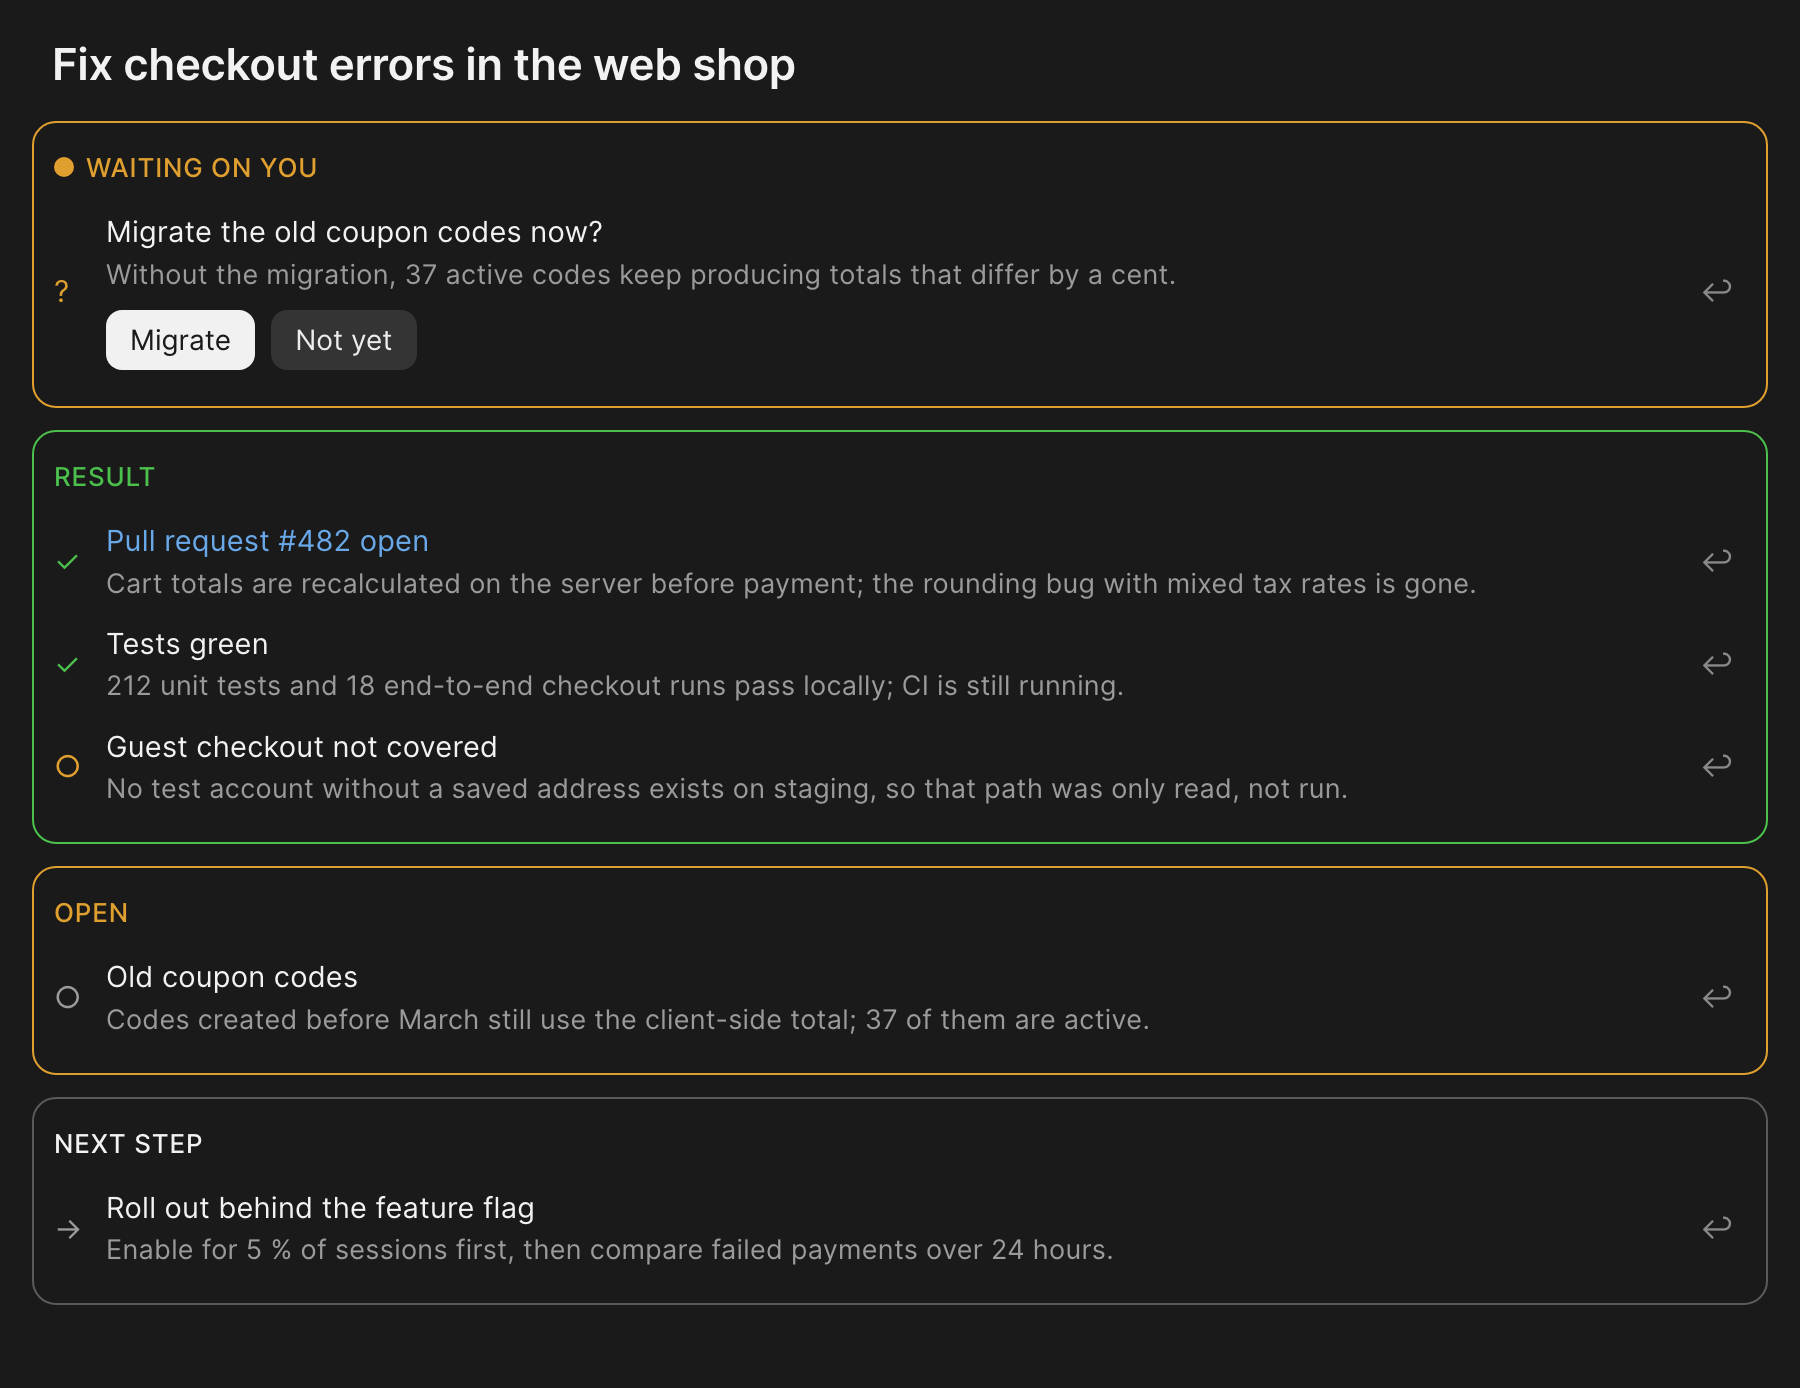 Fix checkout errors in the web shop
WAITING ON YOU
Migrate the old coupon codes now?
Without the migration, 37 active codes keep producing totals that differ by a cent.
?
Migrate
Not yet
RESULT
Pull request #482 open
Cart totals are recalculated on the server before payment; the rounding bug with mixed tax rates is gone.
Tests green
212 unit tests and 18 end-to-end checkout runs pass locally; CI is still running.
Guest checkout not covered
No test account without a saved address exists on staging, so that path was only read, not run.
OPEN
Old coupon codes
Codes created before March still use the client-side total; 37 of them are active.
NEXT STEP
Roll out behind the feature flag
Enable for 5 % of sessions first, then compare failed payments over 24 hours.